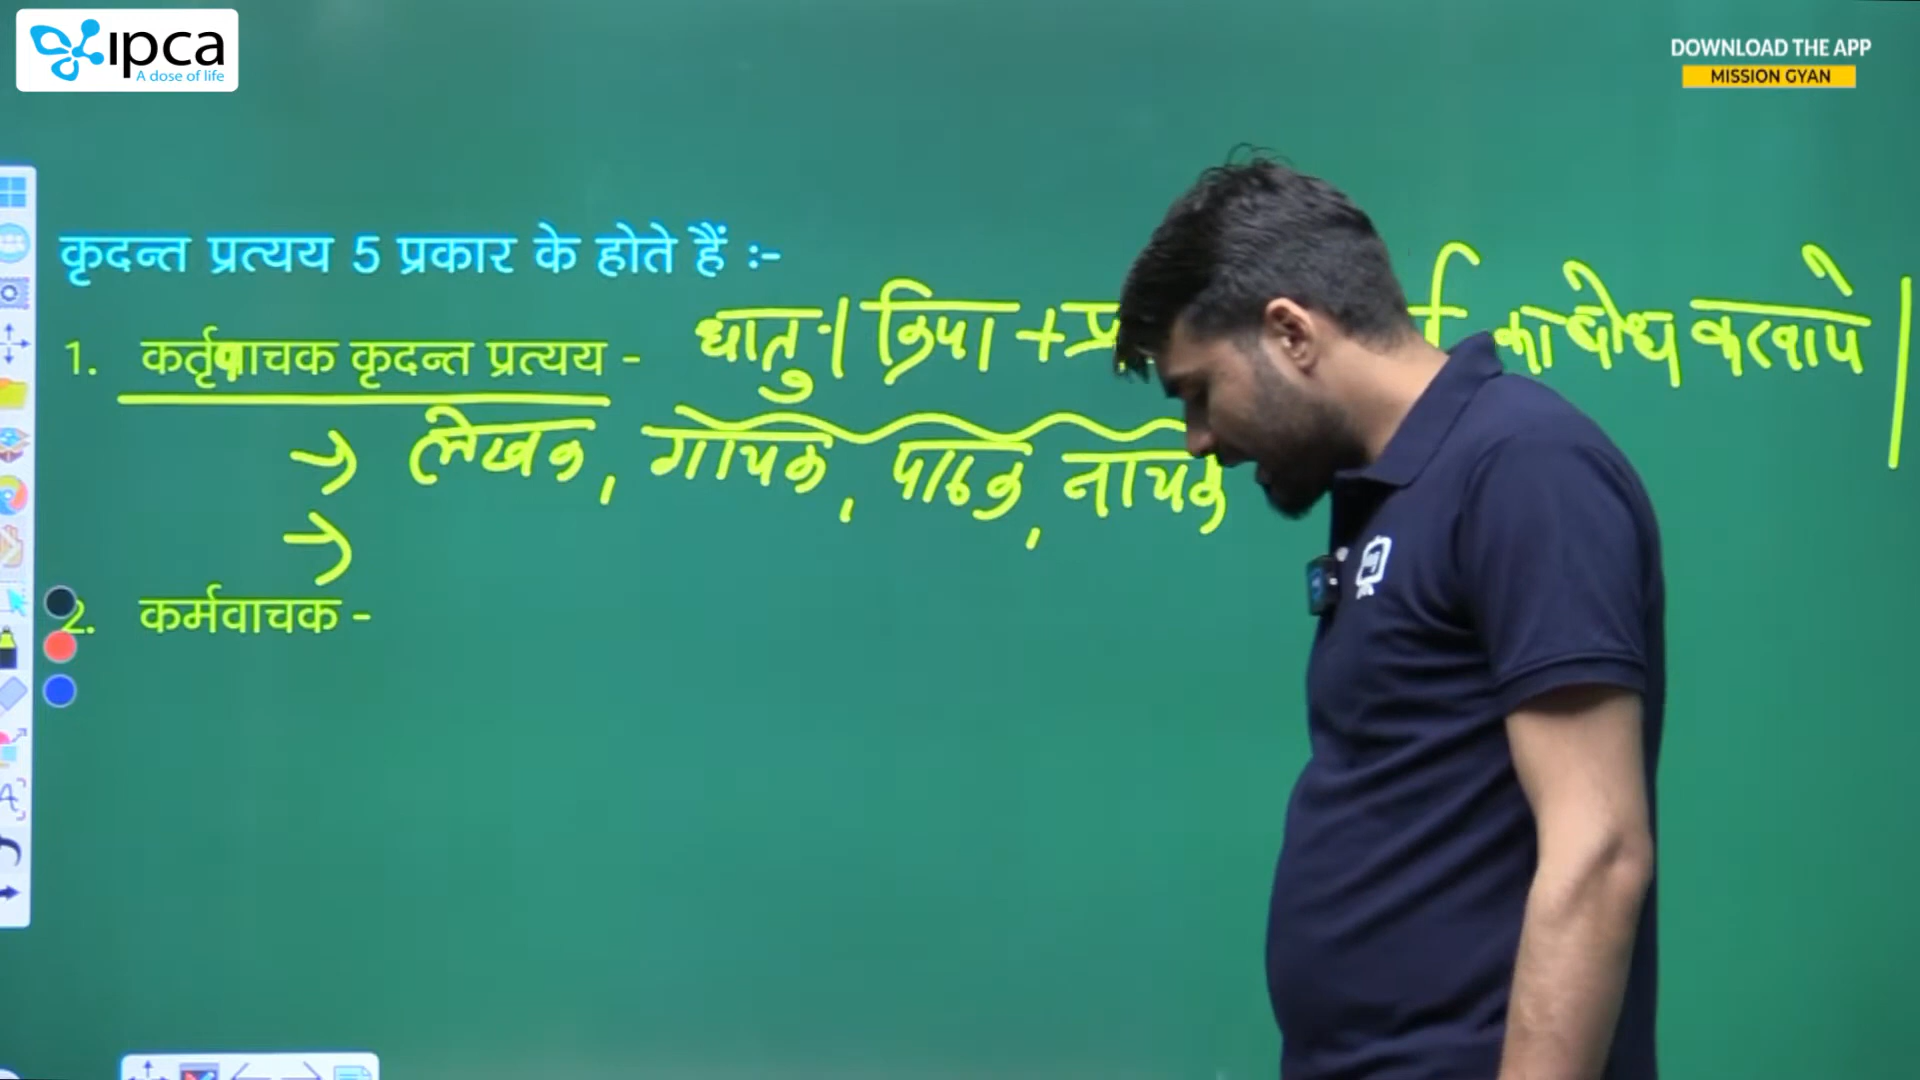 ipca
A dose of life
DOWNLOAD THE APP
MISSION GYAN
कृदन्त प्रत्यय 5 प्रकार के होते हैं :-
1. कर्तृवाचक कृदन्त प्रत्यय - धातु / क्रिया + का बोध करवाये |
→ लेखक, गायक, पाठक, नाचक
→
2. कर्मवाचक -